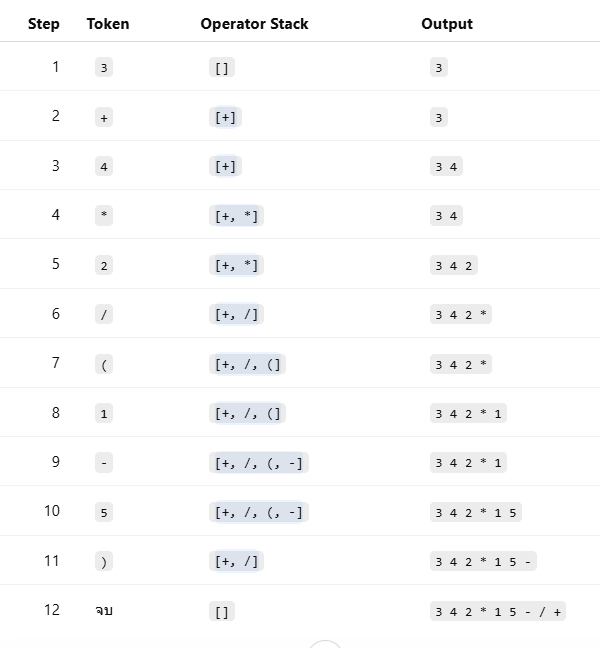 Step Token Operator Stack Output
1 3 [] 3
2 + [+] 3
3 4 [+] 3 4
4 * [+, *] 3 4
5 2 [+, *] 3 4 2
6 / [+, /] 3 4 2 *
7 ( [+, /, (] 3 4 2 *
8 1 [+, /, (] 3 4 2 * 1
9 - [+, /, (, -] 3 4 2 * 1
10 5 [+, /, (, -] 3 4 2 * 1 5
11 ) [+, /] 3 4 2 * 1 5 -
12 จบ [] 3 4 2 * 1 5 - / +